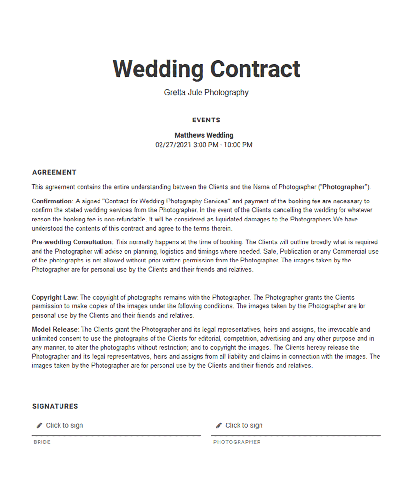 Wedding Contract
Gretta Jule Photography
EVENTS
Matthews Wedding
02/27/2021 3:00 PM - 10:00 PM
AGREEMENT
This agreement contains the entire understanding between the Clients and the Name of Photographer ("Photographer").
Confirmation: A signed "Contract for Wedding Photography Services" and payment of the booking fee are necessary to
confirm the stated wedding services from the Photographer. In the event of the Clients cancelling the wedding for whatever
reason the booking fee is non-refundable. It will be considered as liquidated damages to the Photographers We have
understood the contents of this contract and agree to the terms therein.
Pre-wedding Consultation: This normally happens at the time of booking. The Clients will outline broadly what is required
and the Photographer will advise on planning, logistics and timings where needed. Safe, Publication or any Commercial use
of the photographs is not allowed without prior written permission from the Photographer. The images taken by the
Photographer are for personal use by the Clients and their friends and relatives.
Copyright Law: The copyright of photographs remains with the Photographer. The Photographer grants the Clients
permission to make copies of the images under the following conditions. The images taken by the Photographer are for
personal use by the Clients and their friends and relatives.
Model Release: The Clients grant the Photographer and its legal representatives, heirs and assigns, the irrevocable and
unlimited consent to use the photographs of the Clients for editorial, competition, advertising and any other purpose and in
any manner, to alter the photographs without restriction; and to copyright the images. The Clients hereby release the
Photographer and its legal representatives, heirs and assigns from all liability and claims in connection with the images. The
images taken by the Photographer are for personal use by the Clients and their friends and relatives.
SIGNATURES
Click to sign
Click to sign
BRIDE
PHOTOGRAPHER